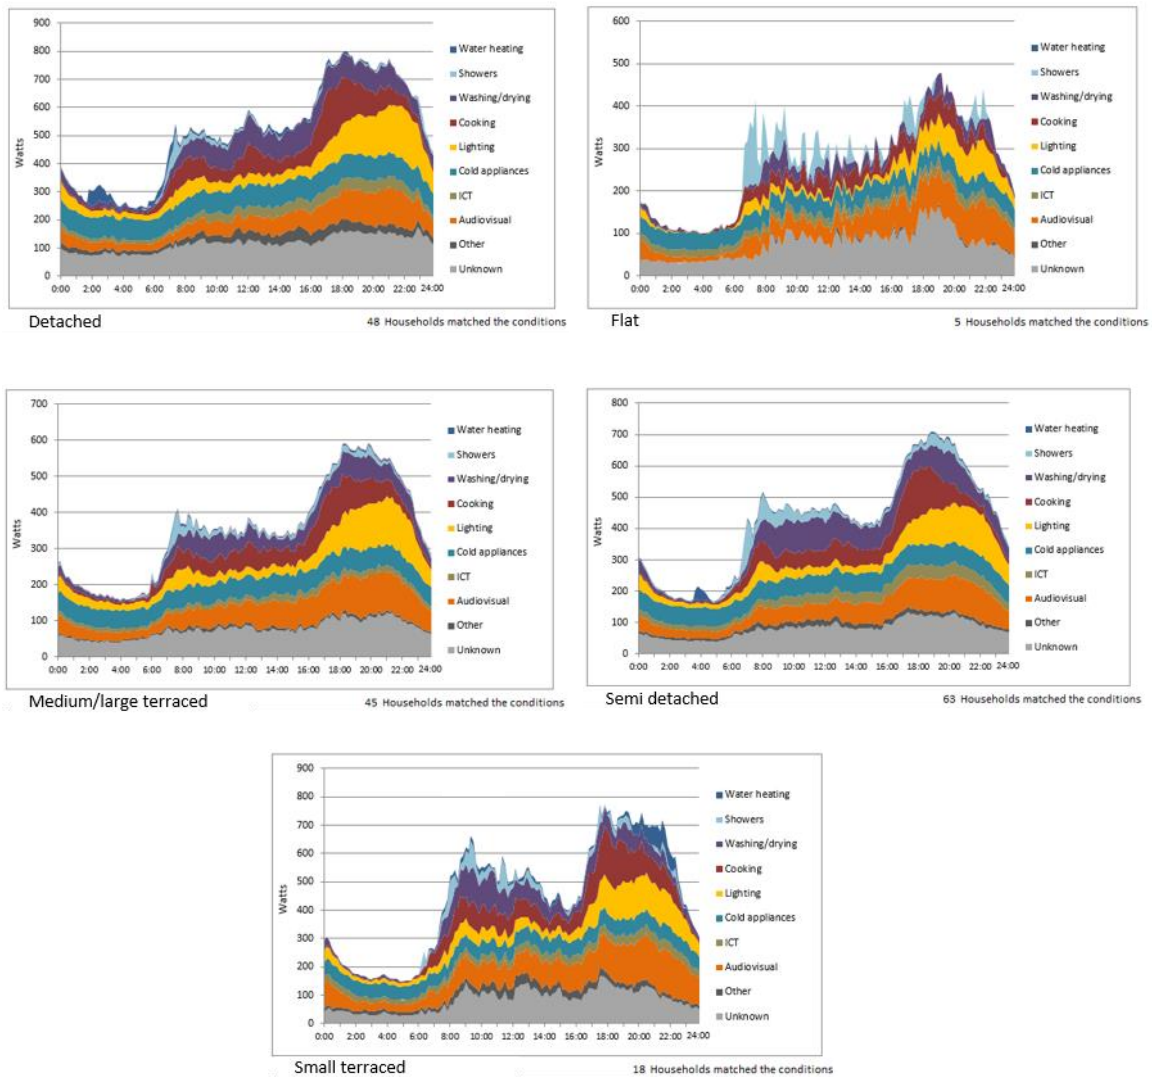 900
800
700
600
500
400
300
200
100
0
Watts
0:00 2:00 4:00 6:00 8:00 10:00 12:00 14:00 16:00 18:00 20:00 22:00 24:00
Water heating
Showers
Washing/drying
Cooking
Lighting
Cold appliances
ICT
Audiovisual
Other
Unknown
Detached
48 Households matched the conditions
600
500
400
300
200
100
0
Watts
0:00 2:00 4:00 6:00 8:00 10:00 12:00 14:00 16:00 18:00 20:00 22:00 24:00
Water heating
Showers
Washing/drying
Cooking
Lighting
Cold appliances
ICT
Audiovisual
Other
Unknown
Flat
5 Households matched the conditions
700
600
500
400
300
200
100
0
Watts
0:00 2:00 4:00 6:00 8:00 10:00 12:00 14:00 16:00 18:00 20:00 22:00 24:00
Water heating
Showers
Washing/drying
Cooking
Lighting
Cold appliances
ICT
Audiovisual
Other
Unknown
Medium/large terraced
45 Households matched the conditions
800
700
600
500
400
300
200
100
0
Watts
0:00 2:00 4:00 6:00 8:00 10:00 12:00 14:00 16:00 18:00 20:00 22:00 24:00
Water heating
Showers
Washing/drying
Cooking
Lighting
Cold appliances
ICT
Audiovisual
Other
Unknown
Semi detached
63 Households matched the conditions
900
800
700
600
500
400
300
200
100
0
Watts
0:00 2:00 4:00 6:00 8:00 10:00 12:00 14:00 16:00 18:00 20:00 22:00 24:00
Water heating
Showers
Washing/drying
Cooking
Lighting
Cold appliances
ICT
Audiovisual
Other
Unknown
Small terraced
18 Households matched the conditions